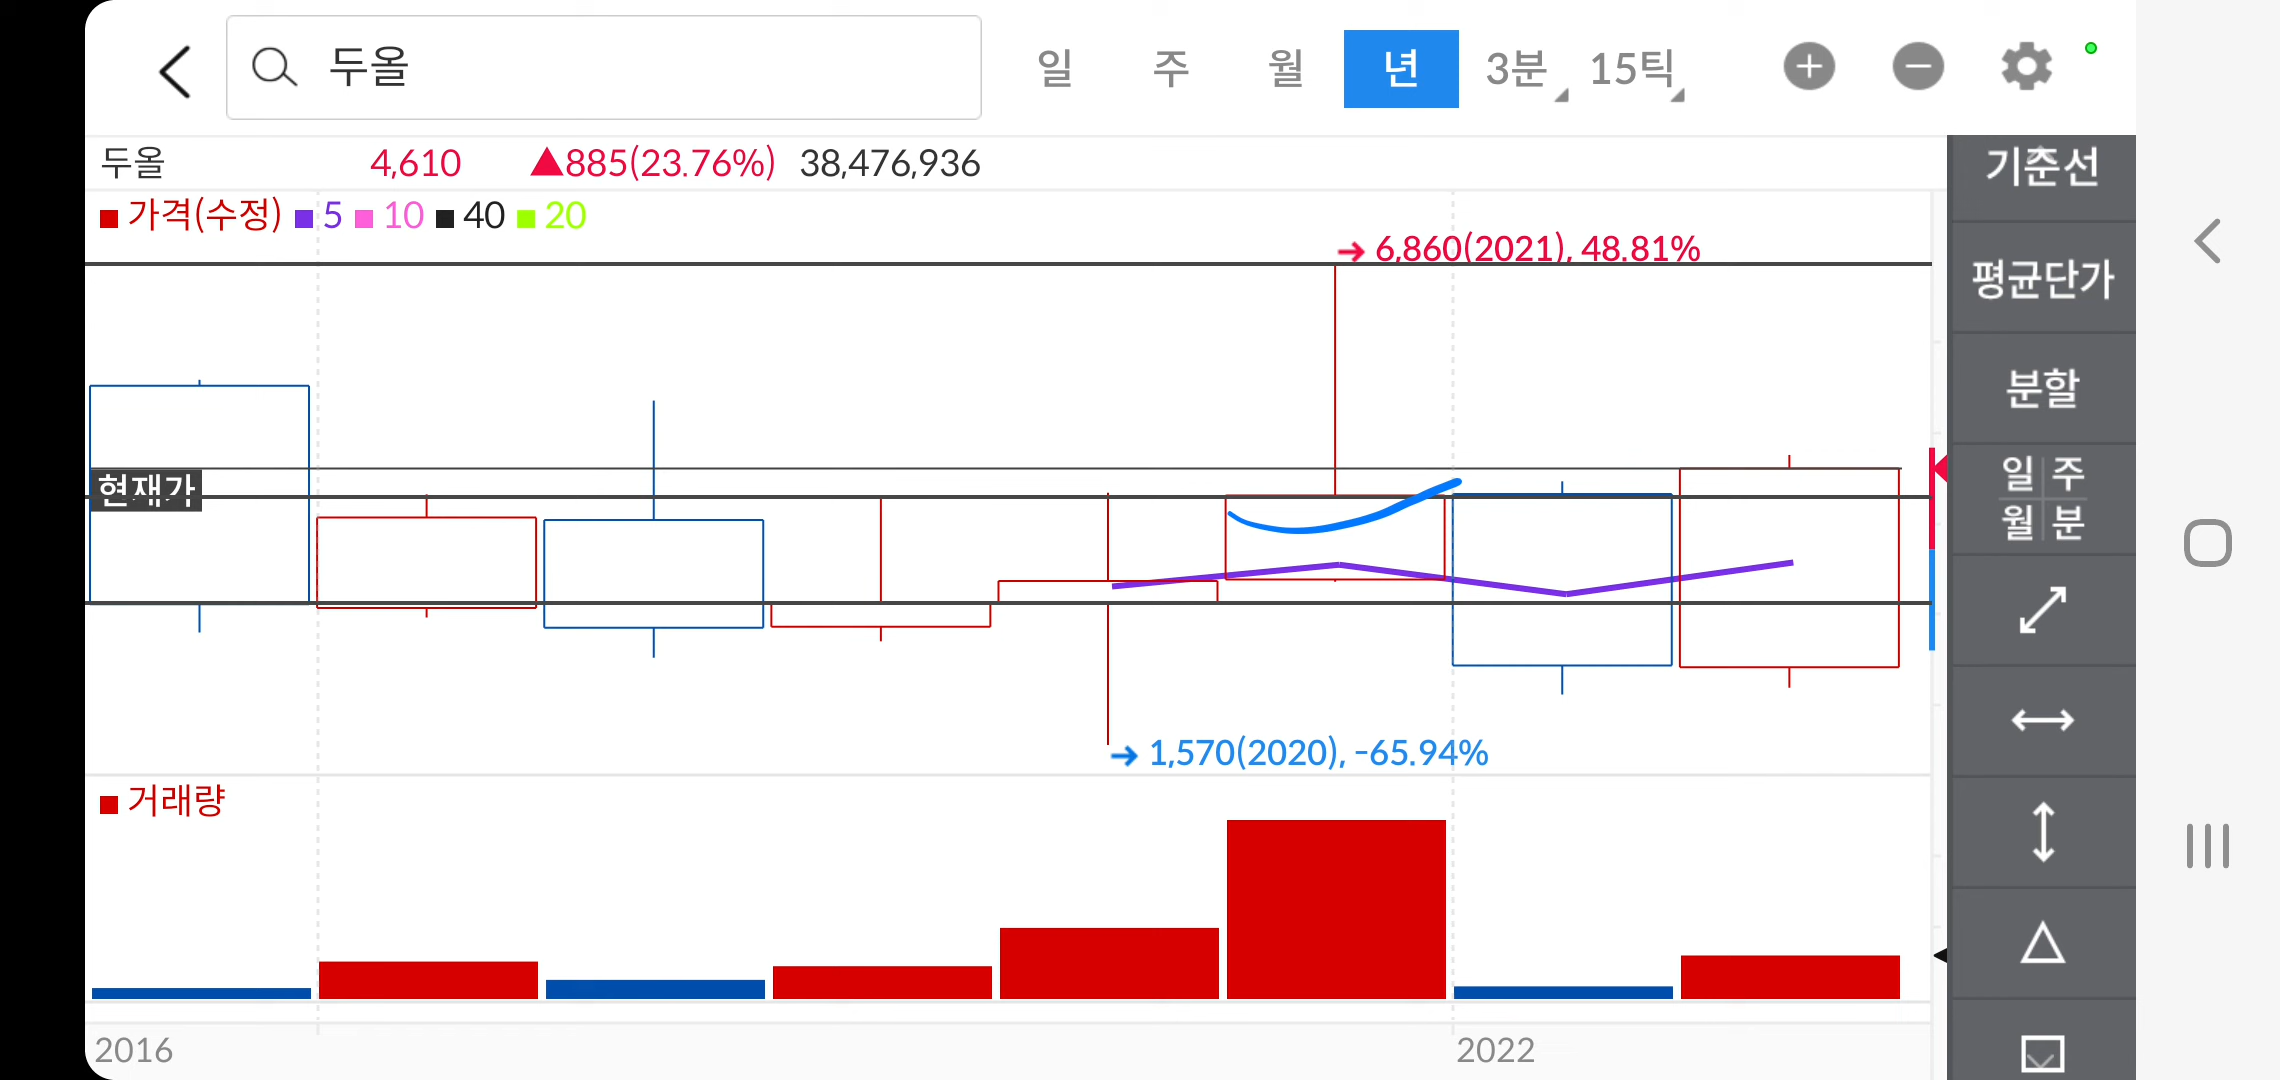 두올
일 주 월 년 3분 15틱
두올 4,610 ▲885(23.76%) 38,476,936
가격(수정) 5 10 40 20
6,860(2021), 48.81%
현재가
1,570(2020), -65.94%
거래량
2016 2022
기준선
평균단가
분할
일 주
월 분